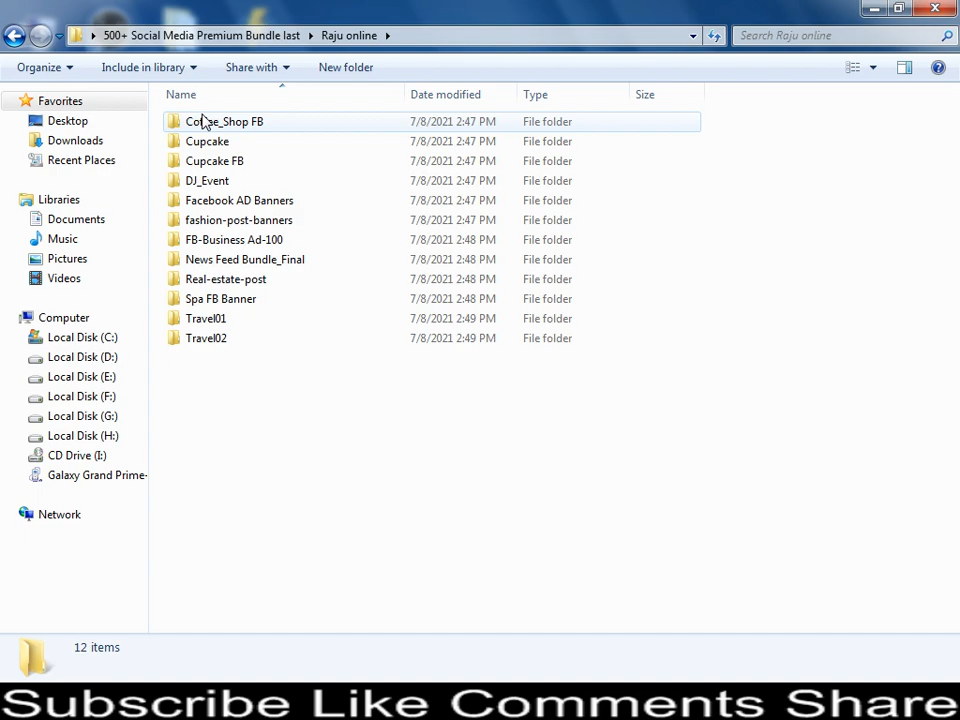 500+ Social Media Premium Bundle last Raju online Search Raju online
Organize Include in library Share with New folder
Name Date modified Type Size
Favorites
Desktop
Downloads
Recent Places
Libraries
Documents
Music
Pictures
Videos
Computer
Local Disk (C:)
Local Disk (D:)
Local Disk (E:)
Local Disk (F:)
Local Disk (G:)
Local Disk (H:)
CD Drive (I:)
Galaxy Grand Prime-
Network
Coffee_Shop FB 7/8/2021 2:47 PM File folder
Cupcake 7/8/2021 2:47 PM File folder
Cupcake FB 7/8/2021 2:47 PM File folder
DJ_Event 7/8/2021 2:47 PM File folder
Facebook AD Banners 7/8/2021 2:47 PM File folder
fashion-post-banners 7/8/2021 2:47 PM File folder
FB-Business Ad-100 7/8/2021 2:48 PM File folder
News Feed Bundle_Final 7/8/2021 2:48 PM File folder
Real-estate-post 7/8/2021 2:48 PM File folder
Spa FB Banner 7/8/2021 2:48 PM File folder
Travel01 7/8/2021 2:49 PM File folder
Travel02 7/8/2021 2:49 PM File folder
12 items
Subscribe Like Comments Share